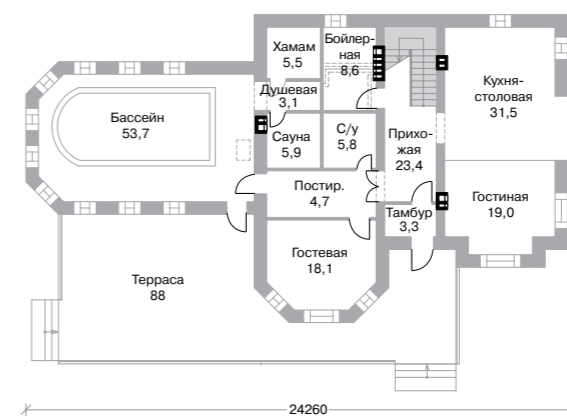 Хамам
5,5
Бойлер-
ная
8,6
Душевая
3,1
Кухня-
столовая
31,5
Бассейн
53,7
Сауна
5,9
С/у
5,8
Прихо-
жая
23,4
Постир.
4,7
Тамбур
3,3
Гостиная
19,0
Гостевая
18,1
Терраса
88
24260